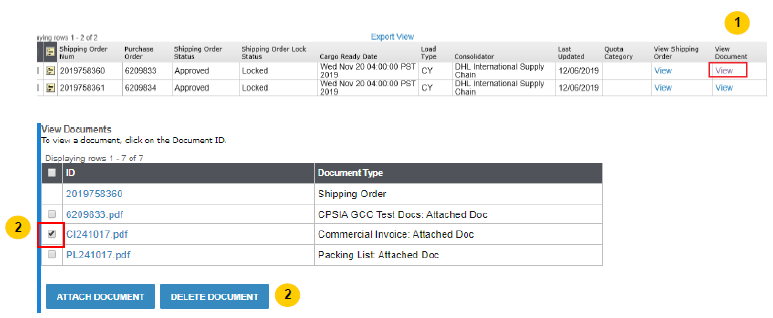 1
aying rows 1 - 2 of 2
Export View
Shipping Order Num Purchase Order Shipping Order Status Shipping Order Lock Status Cargo Ready Date Load Type Consolidator Last Updated Quota Category View Shipping Order View Document
2019758360 6209833 Approved Locked Wed Nov 20 04:00:00 PST 2019 CY DHL International Supply Chain 12/06/2019 View View
2019758361 6209834 Approved Locked Wed Nov 20 04:00:00 PST 2019 CY DHL International Supply Chain 12/06/2019 View View
View Documents
To view a document, click on the Document ID.
Displaying rows 1 - 7 of 7
ID Document Type
2019758360 Shipping Order
6209833.pdf CPSIA GCC Test Docs: Attached Doc
2 CI241017.pdf Commercial Invoice: Attached Doc
PL241017.pdf Packing List: Attached Doc
ATTACH DOCUMENT DELETE DOCUMENT 2